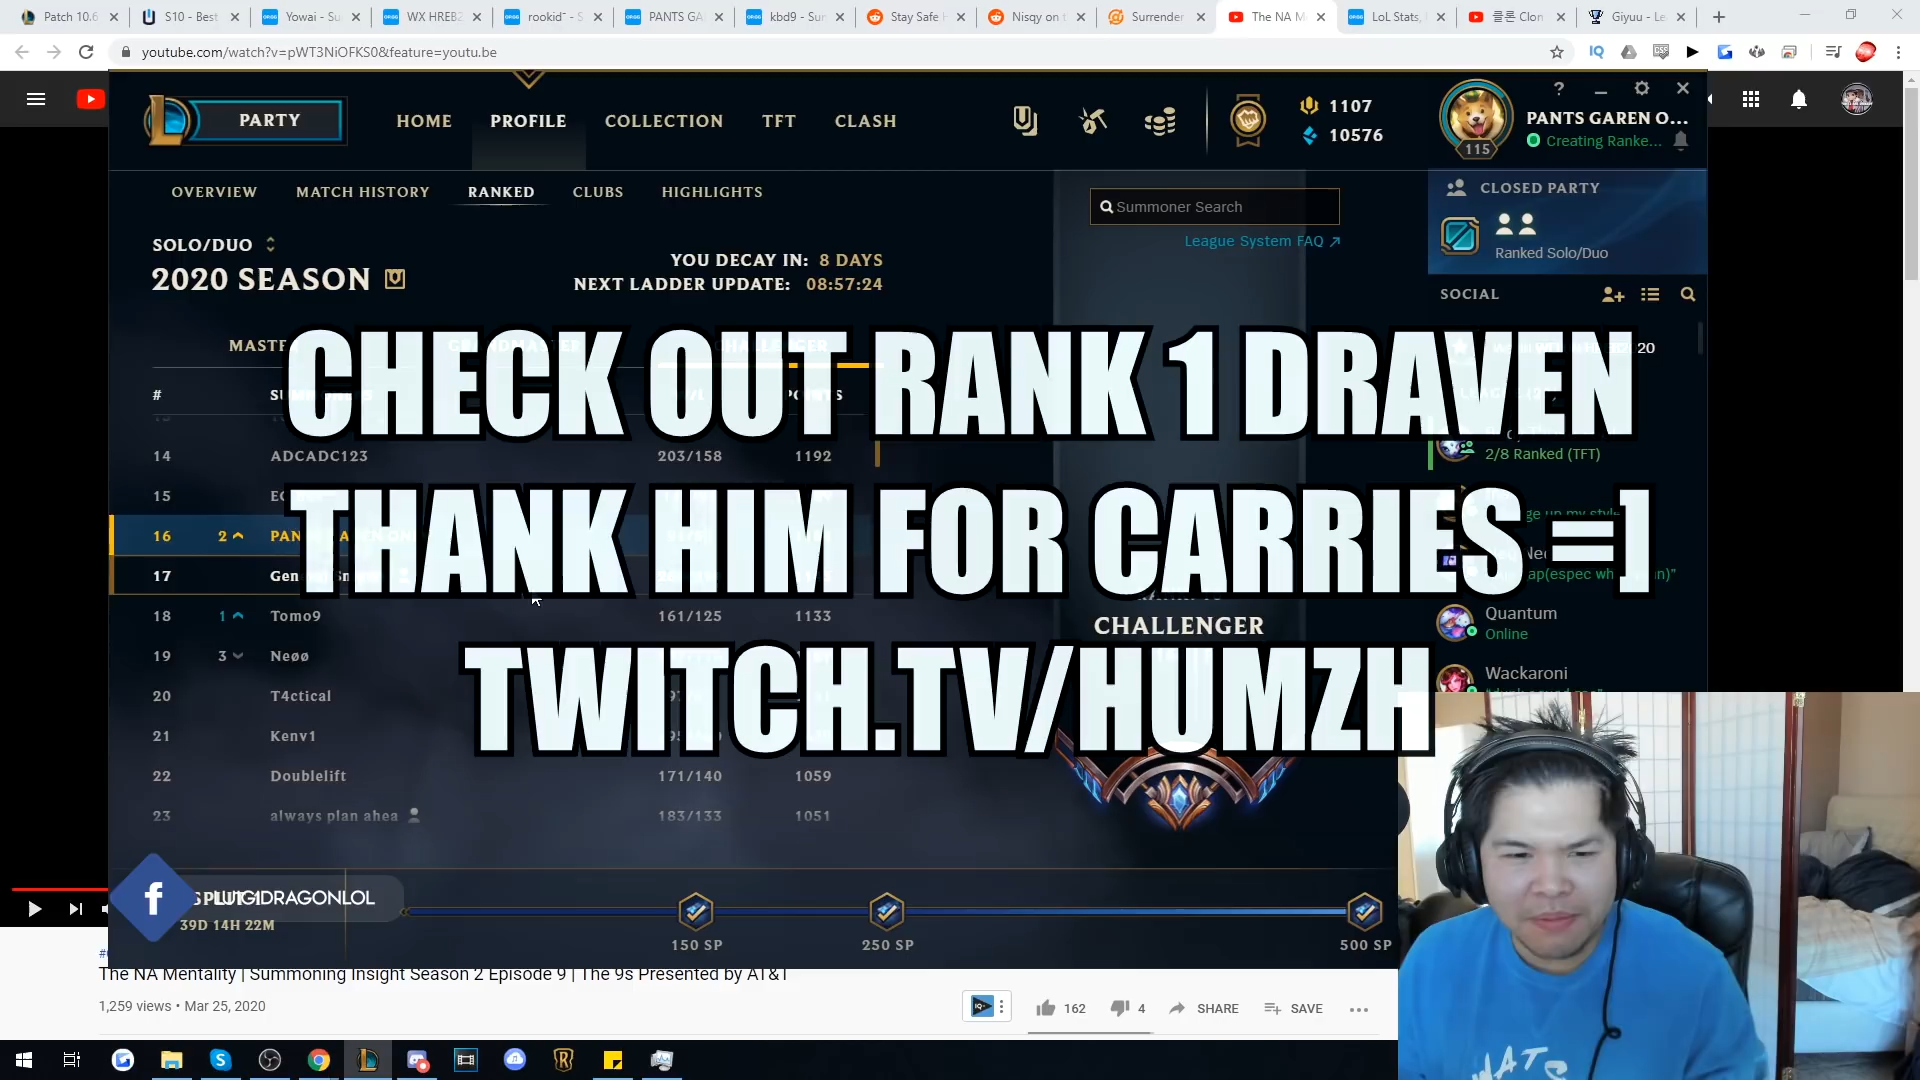 Patch 10.6
S10 - Best
Yowai - Su
WX HREBZ
rookid
PANTS GA
kbd9 - Sur
Stay Safe
Nisqy on t
Surrender
The NA M
LoL Stats,
클론 Clon
Giyuu - Le
youtube.com/watch?v=pWT3NiOFKS0&feature=youtu.be
PARTY
HOME
PROFILE
COLLECTION
TFT
CLASH
1107
10576
115
PANTS GAREN O...
Creating Ranke...
OVERVIEW
MATCH HISTORY
RANKED
CLUBS
HIGHLIGHTS
Summoner Search
League System FAQ
CLOSED PARTY
Ranked Solo/Duo
SOCIAL
SOLO/DUO
2020 SEASON
YOU DECAY IN: 8 DAYS
NEXT LADDER UPDATE: 08:57:24
CHECK OUT RANK 1 DRAVEN
THANK HIM FOR CARRIES =]
TWITCH.TV/HUMZH
#
14 ADCADC123 203/158 1192
15
16 2
17
18 1 Tomo9 161/125 1133
19 3 Neøø
20 T4ctical
21 Kenv1
22 Doublelift 171/140 1059
23 always plan ahea 183/133 1051
CHALLENGER
2/8 Ranked (TFT)
Quantum
Online
Wackaroni
LUIGIDRAGONLOL
39D 14H 22M
150 SP
250 SP
500 SP
The NA Mentality | Summoning Insight Season 2 Episode 9 | The 9s Presented by AT&T
1,259 views • Mar 25, 2020
162
4
SHARE
SAVE